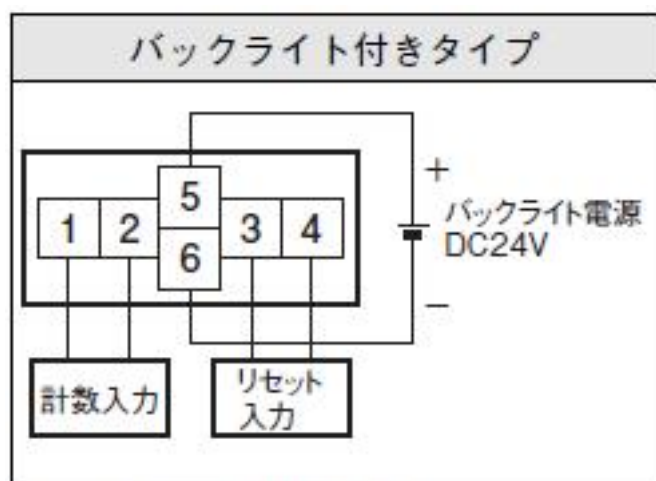 バックライト付きタイプ
5
+
1 2 3 4
バックライト電源
DC24V
6
−
計数入力
リセット
入力